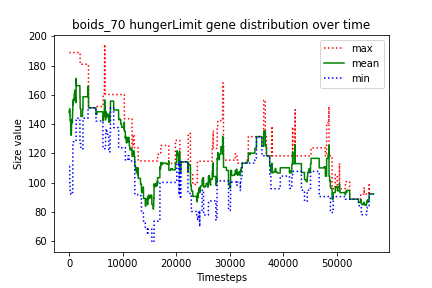 boids_70 hungerLimit gene distribution over time
200
180
160
140
120
100
80
60
Size value
max
mean
min
0 10000 20000 30000 40000 50000
Timesteps